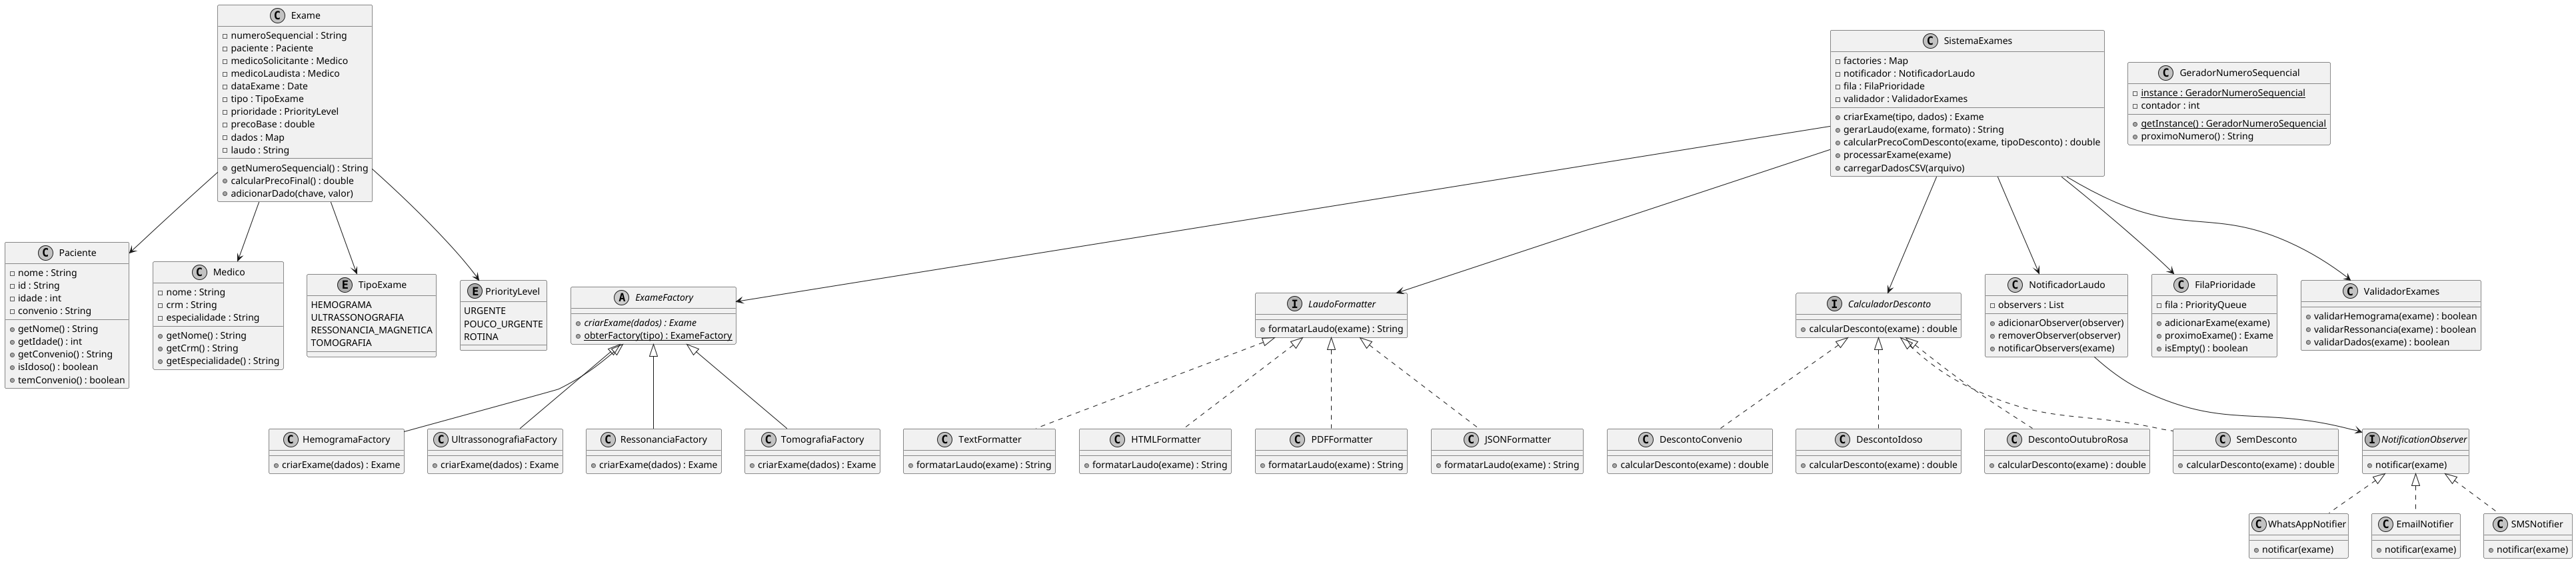 C Exame
numeroSequencial : String
paciente : Paciente
medicoSolicitante : Medico
medicoLaudista : Medico
dataExame : Date
tipo : TipoExame
prioridade : PriorityLevel
precoBase : double
dados : Map
laudo : String
getNumeroSequencial() : String
calcularPrecoFinal() : double
adicionarDado(chave, valor)
C SistemaExames
factories : Map
notificador : NotificadorLaudo
fila : FilaPrioridade
validador : ValidadorExames
criarExame(tipo, dados) : Exame
gerarLaudo(exame, formato) : String
calcularPrecoComDesconto(exame, tipoDesconto) : double
processarExame(exame)
carregarDadosCSV(arquivo)
C GeradorNumeroSequencial
instance : GeradorNumeroSequencial
contador : int
getInstance() : GeradorNumeroSequencial
proximoNumero() : String
C Paciente
nome : String
id : String
idade : int
convenio : String
getNome() : String
getIdade() : int
getConvenio() : String
isIdoso() : boolean
temConvenio() : boolean
C Medico
nome : String
crm : String
especialidade : String
getNome() : String
getCrm() : String
getEspecialidade() : String
E TipoExame
HEMOGRAMA
ULTRASSONOGRAFIA
RESSONANCIA_MAGNETICA
TOMOGRAFIA
E PriorityLevel
URGENTE
POUCO_URGENTE
ROTINA
A ExameFactory
criarExame(dados) : Exame
obterFactory(tipo) : ExameFactory
I LaudoFormatter
formatarLaudo(exame) : String
I CalculadorDesconto
calcularDesconto(exame) : double
C NotificadorLaudo
observers : List
adicionarObserver(observer)
removerObserver(observer)
notificarObservers(exame)
C FilaPrioridade
fila : PriorityQueue
adicionarExame(exame)
proximoExame() : Exame
isEmpty() : boolean
C ValidadorExames
validarHemograma(exame) : boolean
validarRessonancia(exame) : boolean
validarDados(exame) : boolean
C HemogramaFactory
criarExame(dados) : Exame
C UltrassonografiaFactory
criarExame(dados) : Exame
C RessonanciaFactory
criarExame(dados) : Exame
C TomografiaFactory
criarExame(dados) : Exame
C TextFormatter
formatarLaudo(exame) : String
C HTMLFormatter
formatarLaudo(exame) : String
C PDFFormatter
formatarLaudo(exame) : String
C JSONFormatter
formatarLaudo(exame) : String
C DescontoConvenio
calcularDesconto(exame) : double
C DescontoIdoso
calcularDesconto(exame) : double
C DescontoOutubroRosa
calcularDesconto(exame) : double
C SemDesconto
calcularDesconto(exame) : double
I NotificationObserver
notificar(exame)
C WhatsAppNotifier
notificar(exame)
C EmailNotifier
notificar(exame)
C SMSNotifier
notificar(exame)